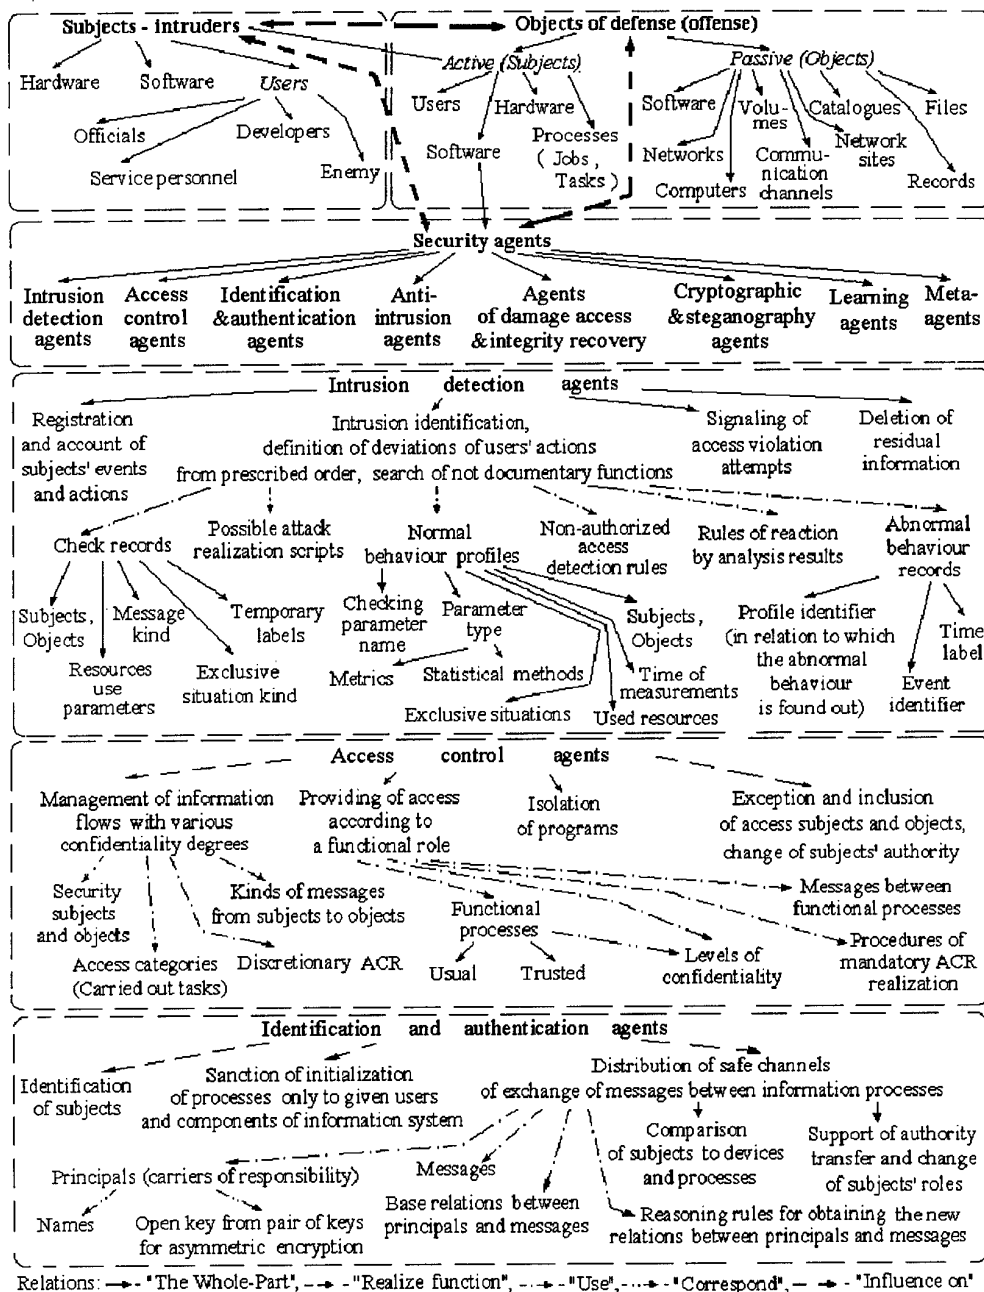 Subjects - intruders
Objects of defense (offense)
Hardware
Software
Users
Officials
Developers
Service personnel
Enemy
Active (Subjects)
Users
Hardware
Software
Processes
( Jobs,
Tasks )
Passive (Objects)
Software
Volu-
mes
Catalogues
Files
Networks
Commu-
nication
channels
Network
sites
Computers
Records
Security agents
Intrusion
detection
agents
Access
control
agents
Identification
&authentication
agents
Anti-
intrusion
agents
Agents
of damage access
&integrity recovery
Cryptographic
&steganography
agents
Learning
agents
Meta-
agents
Intrusion detection agents
Registration
and account of
subjects' events
and actions
Intrusion identification,
definition of deviations of users' actions
from prescribed order, search of not documentary functions
Signaling of
access violation
attempts
Deletion of
residual
information
Check records
Possible attack
realization scripts
Normal
behaviour profiles
Non-authorized
access
detection rules
Rules of reaction
by analysis results
Abnormal
behaviour
records
Subjects,
Objects
Message
kind
Temporary
labels
Resources
use
parameters
Exclusive
situation kind
Checking
parameter
name
Parameter
type
Metrics
Statistical methods
Exclusive situations
Subjects,
Objects
Time of
measurements
Used resources
Profile identifier
(in relation to which
the abnormal
behaviour
is found out)
Time
label
Event
identifier
Access control agents
Management of information
flows with various
confidentiality degrees
Providing of access
according to
a functional role
Isolation
of programs
Exception and inclusion
of access subjects and objects,
change of subjects' authority
Security
subjects
and objects
Kinds of messages
from subjects to objects
Access categories
(Carried out tasks)
Discretionary ACR
Functional
processes
Usual
Trusted
Levels of
confidentiality
Messages between
functional processes
Procedures of
mandatory ACR
realization
Identification and authentication agents
Identification
of subjects
Sanction of initialization
of processes only to given users
and components of information system
Distribution of safe channels
of exchange of messages between information processes
Principals (carriers of responsibility)
Names
Open key from pair of keys
for asymmetric encryption
Messages
Base relations between
principals and messages
Comparison
of subjects to devices
and processes
Support of authority
transfer and change
of subjects' roles
Reasoning rules for obtaining the new
relations between principals and messages
Relations: - "The Whole-Part", - "Realize function", - "Use", - "Correspond", - "Influence on"